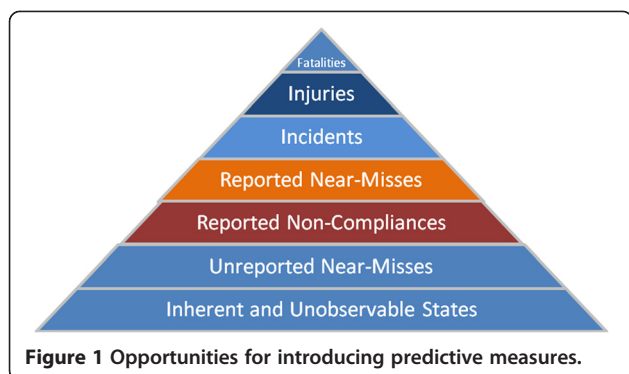 Fatalities
Injuries
Incidents
Reported Near-Misses
Reported Non-Compliances
Unreported Near-Misses
Inherent and Unobservable States
Figure 1 Opportunities for introducing predictive measures.